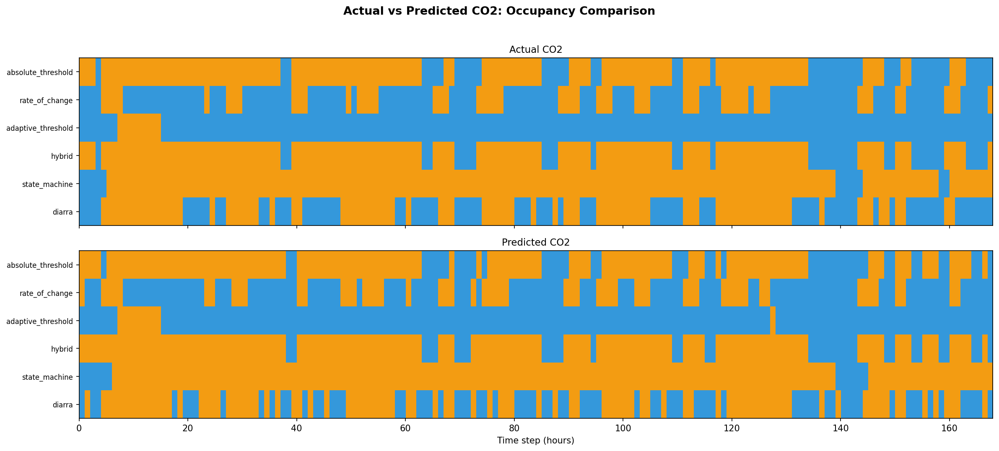 Actual vs Predicted CO2: Occupancy Comparison
Actual CO2
absolute_threshold
rate_of_change
adaptive_threshold
hybrid
state_machine
diarra
Predicted CO2
absolute_threshold
rate_of_change
adaptive_threshold
hybrid
state_machine
diarra
0 20 40 60 80 100 120 140 160
Time step (hours)